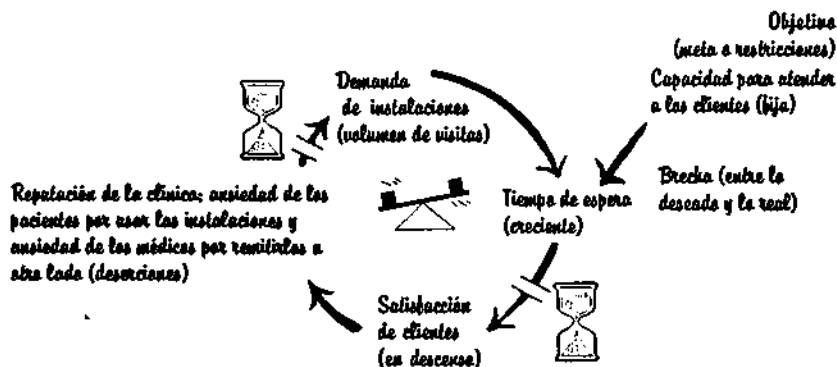 Objetivo
(meta o restricciones)
Capacidad para atender
a los clientes (fija)
Demanda
de instalaciones
(volumen de visitas)
Brecha (entre lo
deseado y lo real)
Tiempo de espera
(creciente)
Reputación de la clínica; ansiedad de los
pacientes por usar las instalaciones y
ansiedad de los médicos por remitirlos a
otro lado (deserciones)
Satisfacción
de clientes
(en descenso)